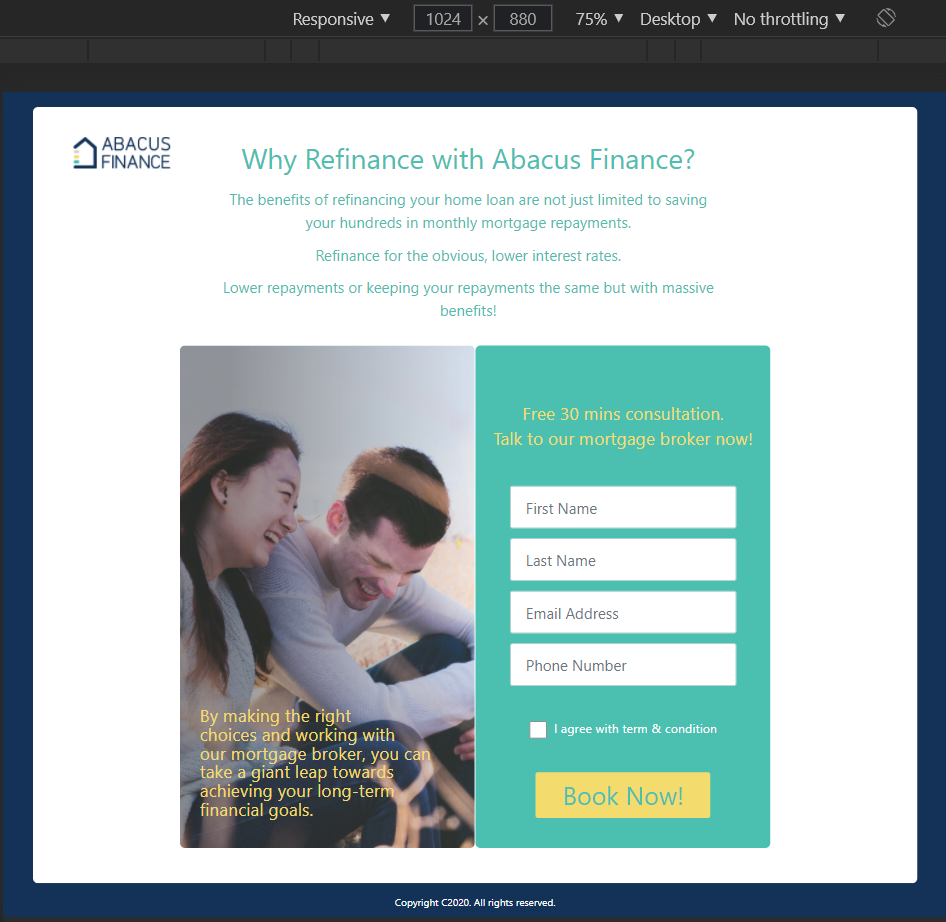 Responsive ▼ 1024 × 880 75% ▼ Desktop ▼ No throttling ▼
ABACUS
FINANCE
Why Refinance with Abacus Finance?
The benefits of refinancing your home loan are not just limited to saving
your hundreds in monthly mortgage repayments.
Refinance for the obvious, lower interest rates.
Lower repayments or keeping your repayments the same but with massive
benefits!
By making the right
choices and working with
our mortgage broker, you can
take a giant leap towards
achieving your long-term
financial goals.
Free 30 mins consultation.
Talk to our mortgage broker now!
First Name
Last Name
Email Address
Phone Number
I agree with term & condition
Book Now!
Copyright C2020. All rights reserved.